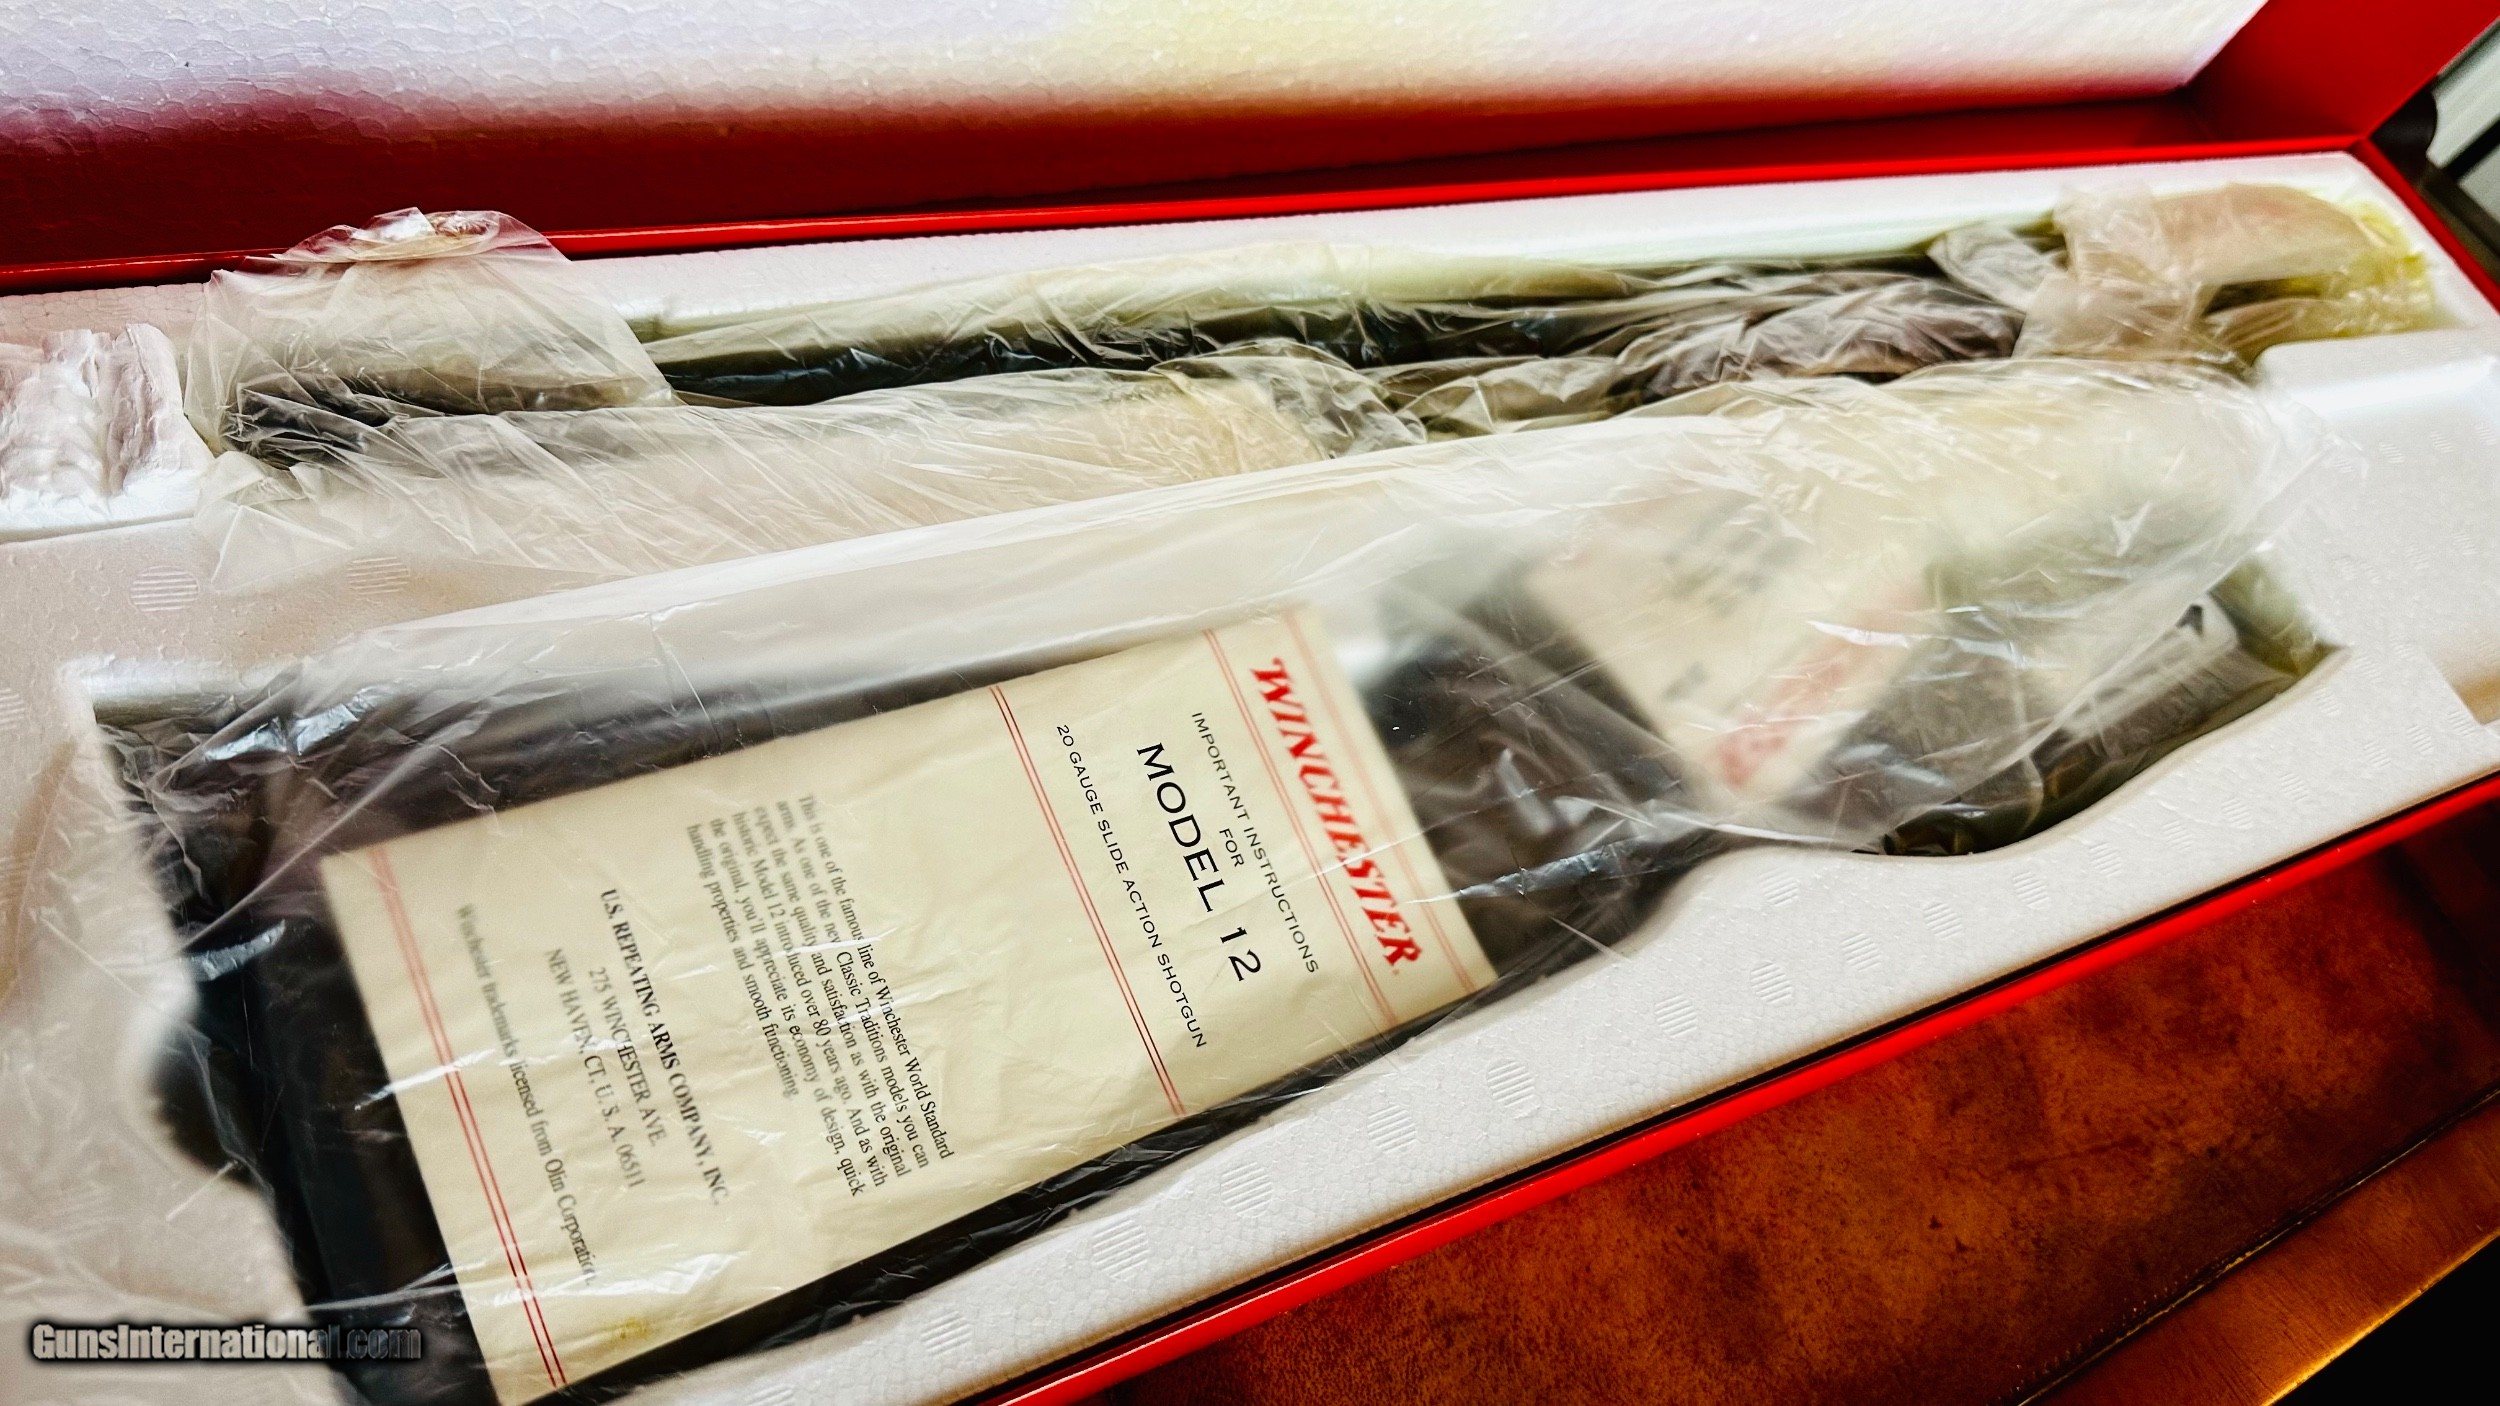 WINCHESTER
IMPORTANT INSTRUCTIONS
FOR
MODEL 12
20 GAUGE SLIDE ACTION SHOTGUN
This is one of the famous line of Winchester World Standard
arms. As one of the new Classic Traditions models you can
expect the same quality and satisfaction as with the original
historic Model 12 introduced over 80 years ago. And as with
the original, you'll appreciate its economy of design, quick
handling properties and smooth functioning.
U.S. REPEATING ARMS COMPANY, INC.
275 WINCHESTER AVE.
NEW HAVEN, CT, U. S. A. 06511
Winchester trademarks licensed from Olin Corporation.
GunsInternational.com